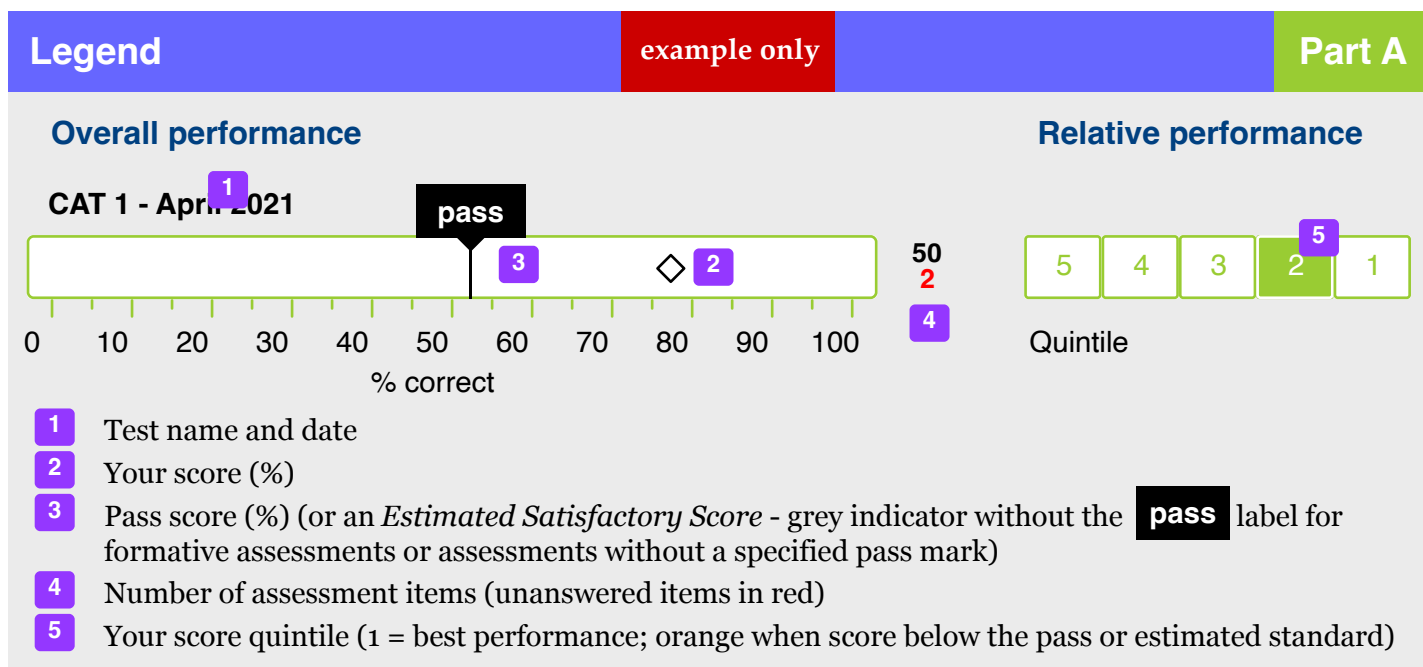 Legend example only Part A
Overall performance Relative performance
1
CAT 1 - April 2021
pass
3 2 50 5
2 5 4 3 2 1
4
0 10 20 30 40 50 60 70 80 90 100 Quintile
% correct
1 Test name and date
2 Your score (%)
3 Pass score (%) (or an Estimated Satisfactory Score - grey indicator without the pass label for
formative assessments or assessments without a specified pass mark)
4 Number of assessment items (unanswered items in red)
5 Your score quintile (1 = best performance; orange when score below the pass or estimated standard)